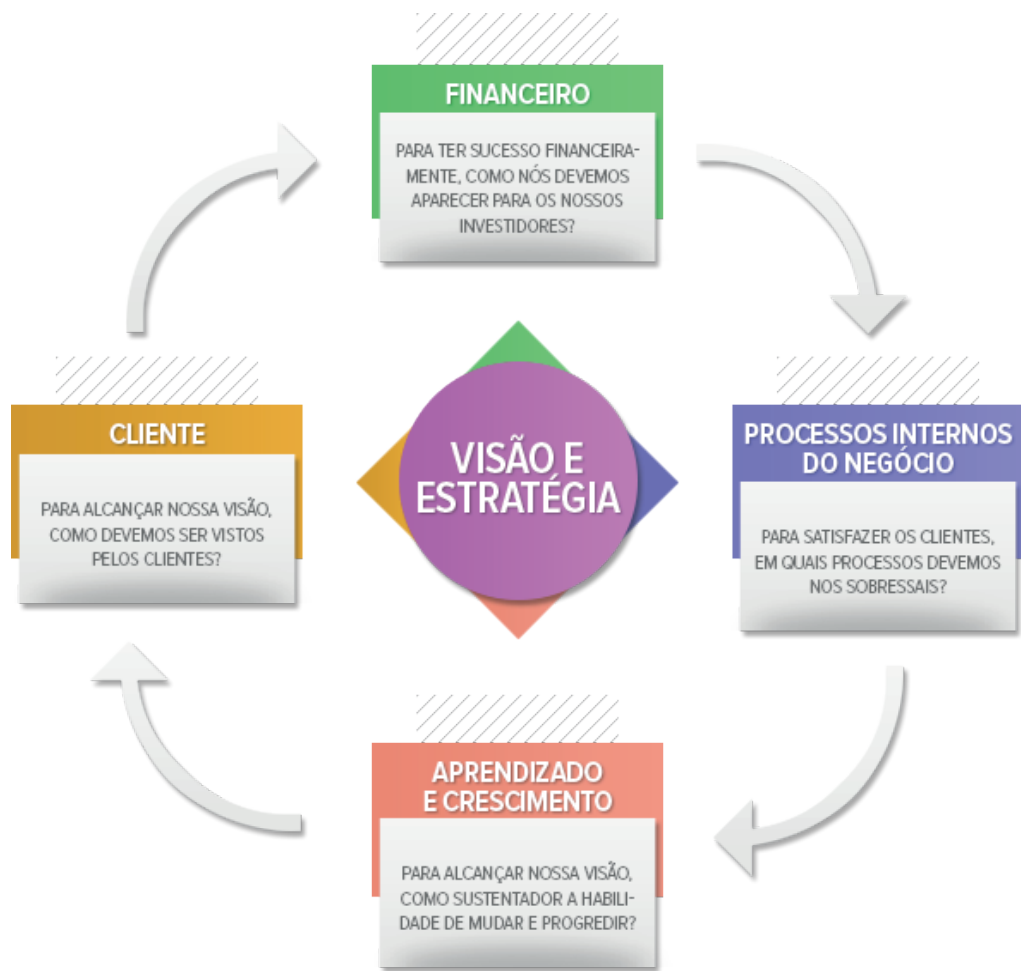 FINANCEIRO
PARA TER SUCESSO FINANCEIRA-
MENTE, COMO NÓS DEVEMOS
APARECER PARA OS NOSSOS
INVESTIDORES?
CLIENTE
PARA ALCANÇAR NOSSA VISÃO,
COMO DEVEMOS SER VISTOS
PELOS CLIENTES?
VISÃO E
ESTRATÉGIA
PROCESSOS INTERNOS
DO NEGÓCIO
PARA SATISFAZER OS CLIENTES,
EM QUAIS PROCESSOS DEVEMOS
NOS SOBRESSAIS?
APRENDIZADO
E CRESCIMENTO
PARA ALCANÇAR NOSSA VISÃO,
COMO SUSTENTADOR A HABILI-
DADE DE MUDAR E PROGREDIR?